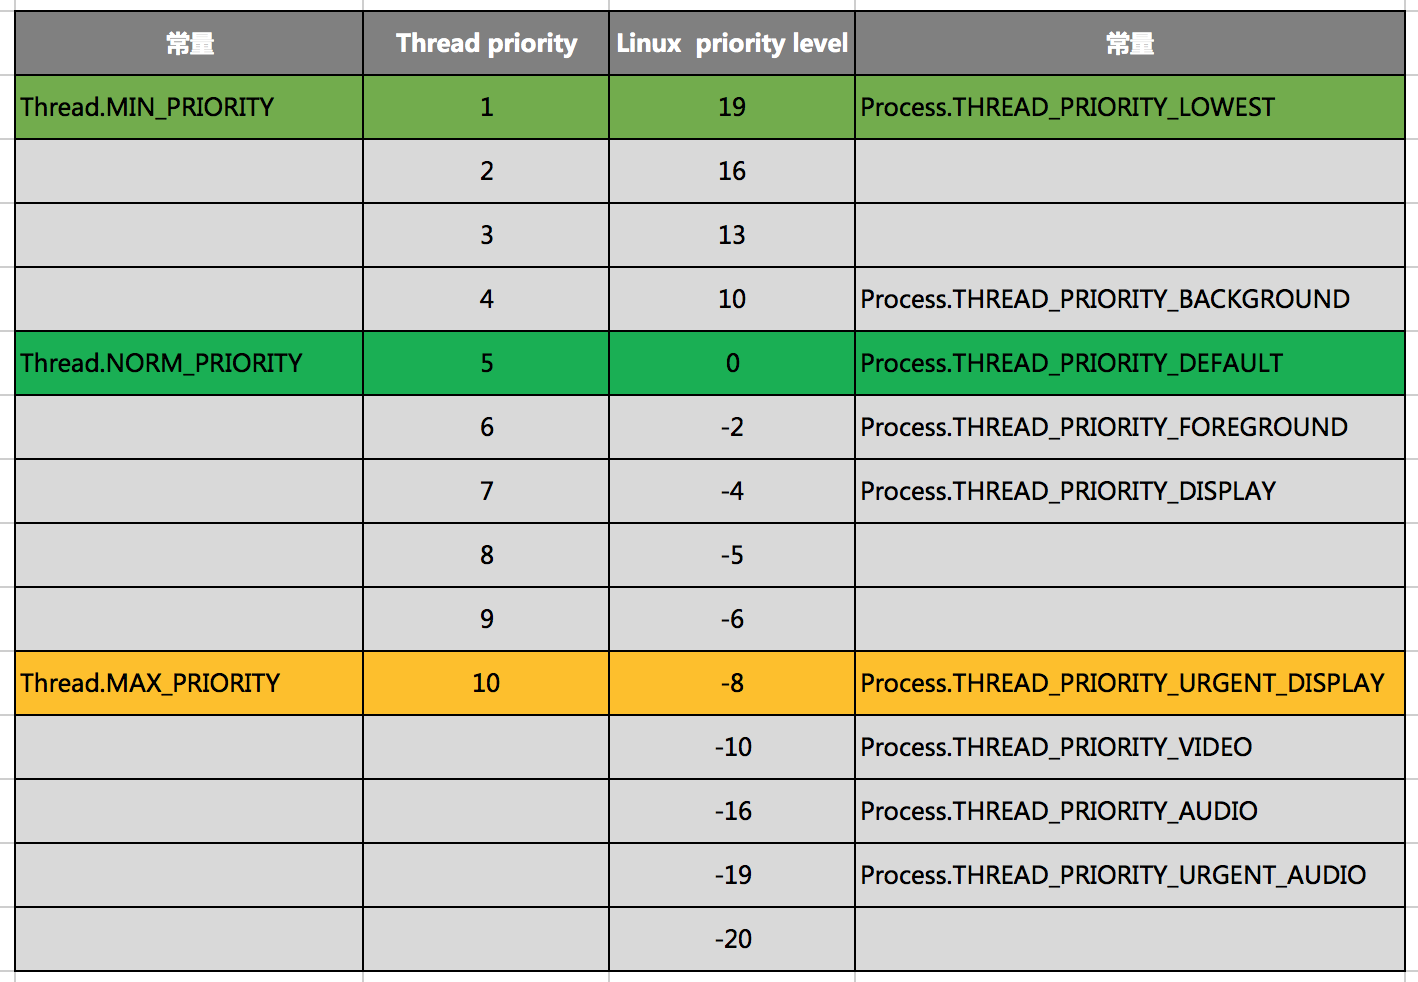 常量 Thread priority Linux priority level 常量
Thread.MIN_PRIORITY 1 19 Process.THREAD_PRIORITY_LOWEST
2 16
3 13
4 10 Process.THREAD_PRIORITY_BACKGROUND
Thread.NORM_PRIORITY 5 0 Process.THREAD_PRIORITY_DEFAULT
6 -2 Process.THREAD_PRIORITY_FOREGROUND
7 -4 Process.THREAD_PRIORITY_DISPLAY
8 -5
9 -6
Thread.MAX_PRIORITY 10 -8 Process.THREAD_PRIORITY_URGENT_DISPLAY
-10 Process.THREAD_PRIORITY_VIDEO
-16 Process.THREAD_PRIORITY_AUDIO
-19 Process.THREAD_PRIORITY_URGENT_AUDIO
-20